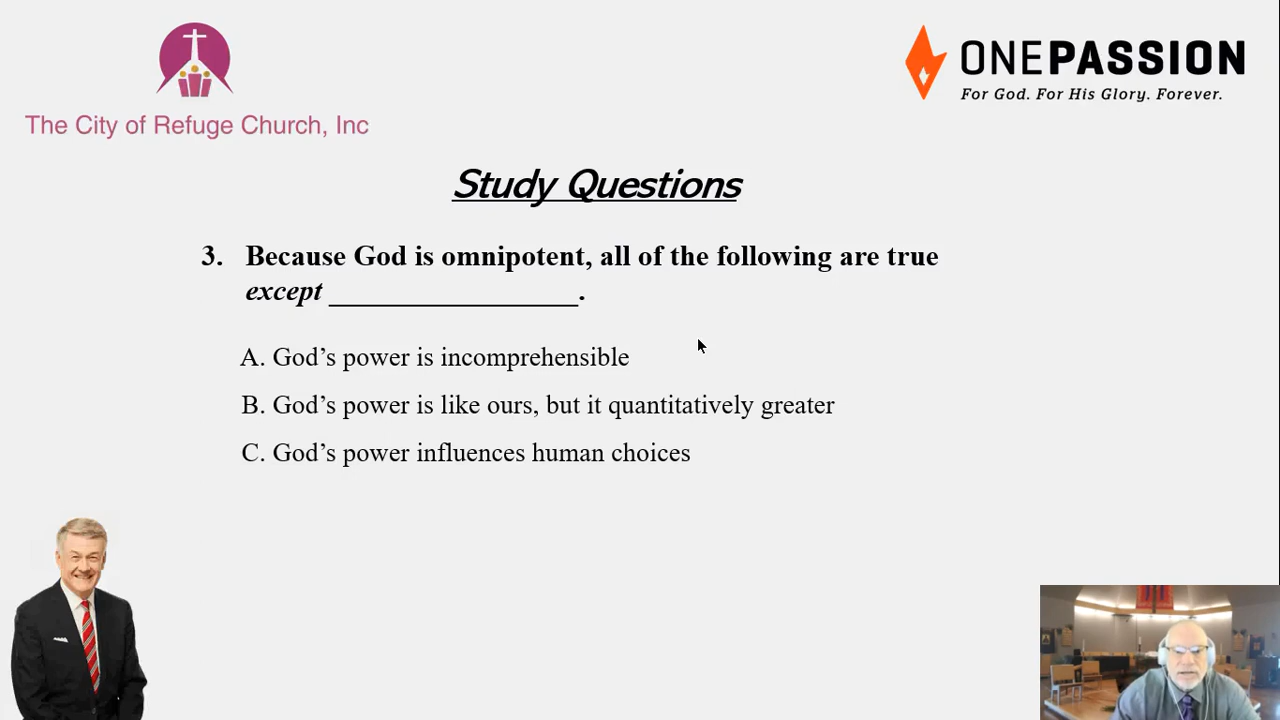 The City of Refuge Church, Inc
ONEPASSION
For God. For His Glory. Forever.
Study Questions
3. Because God is omnipotent, all of the following are true
except __________________.
A. God’s power is incomprehensible
B. God’s power is like ours, but it quantitatively greater
C. God’s power influences human choices